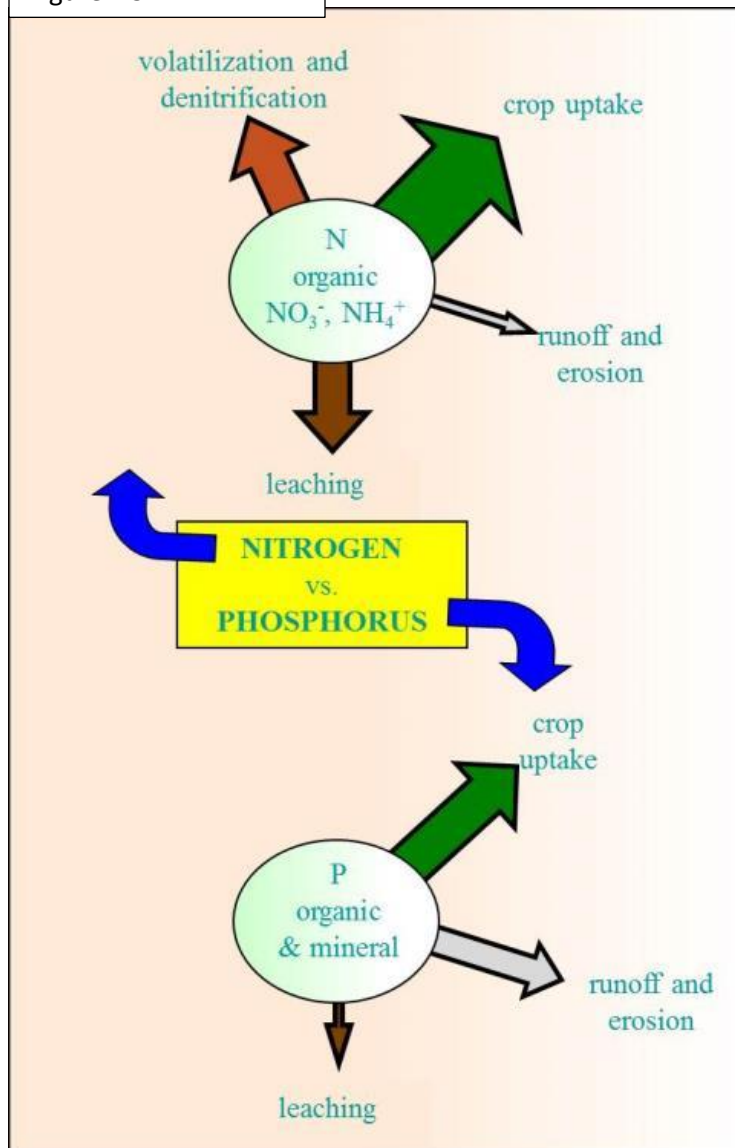 volatilization and
denitrification
crop uptake
N
organic
NO₃⁻, NH₄⁺
runoff and
erosion
leaching
NITROGEN
vs.
PHOSPHORUS
crop
uptake
P
organic
& mineral
runoff and
erosion
leaching